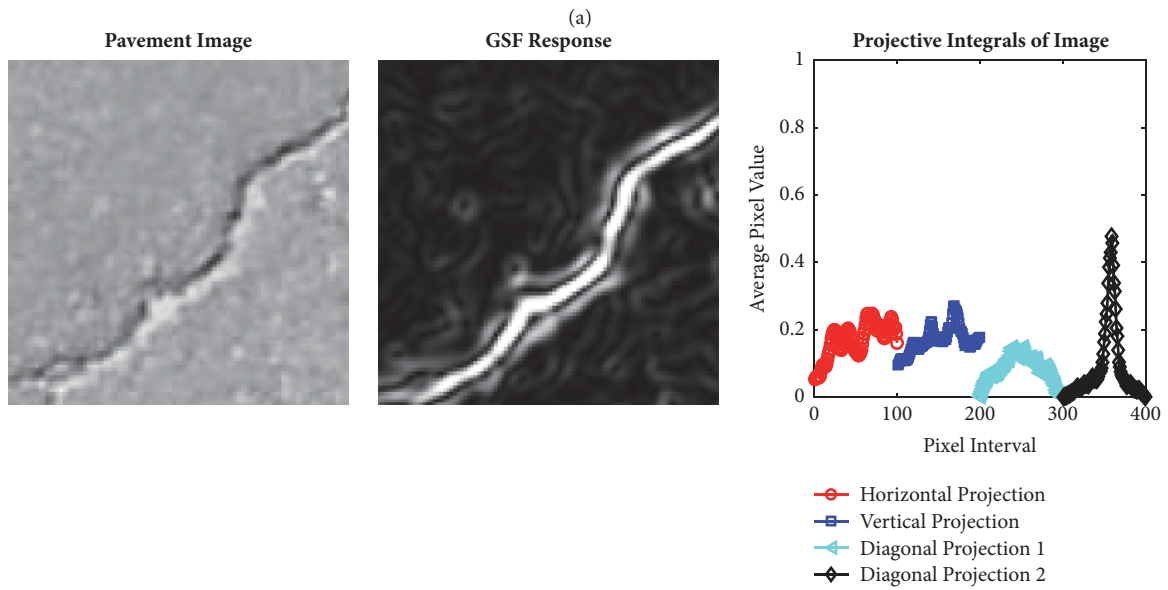 (a)
Pavement Image
GSF Response
Projective Integrals of Image
Average Pixel Value
1
0.8
0.6
0.4
0.2
0
0 100 200 300 400
Pixel Interval
Horizontal Projection
Vertical Projection
Diagonal Projection 1
Diagonal Projection 2